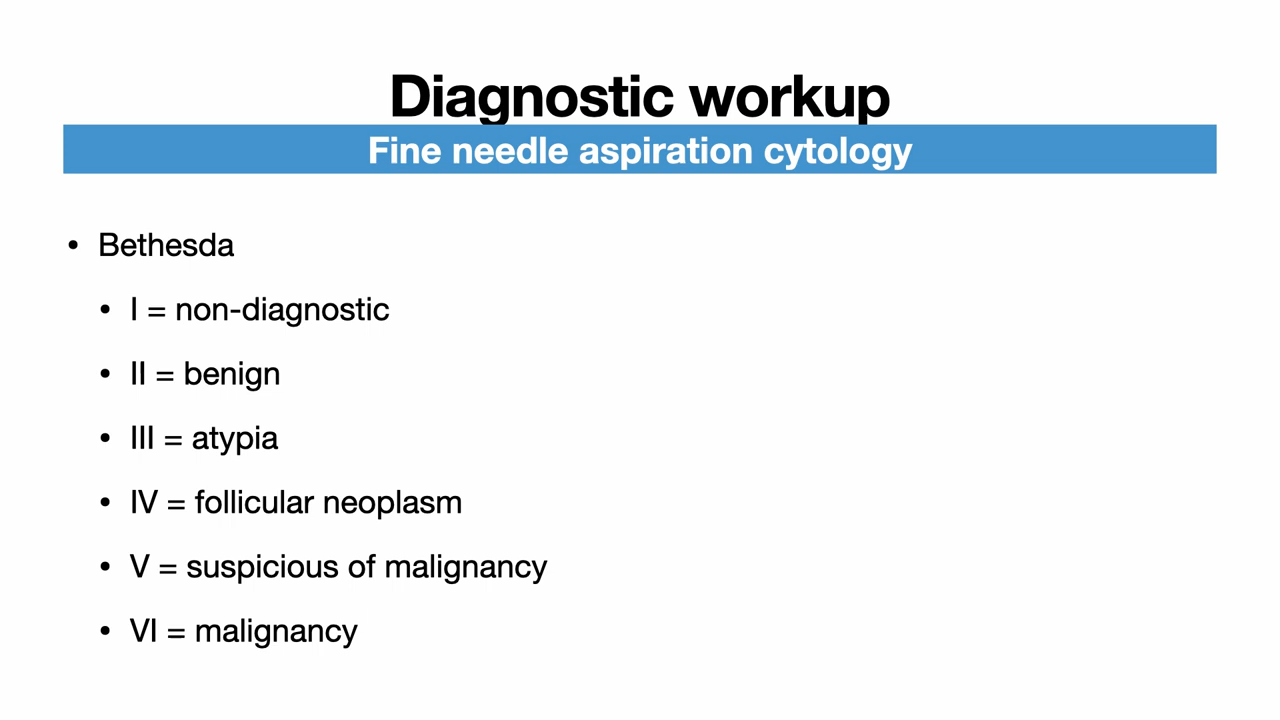 Diagnostic workup
Fine needle aspiration cytology
• Bethesda
• I = non-diagnostic
• II = benign
• III = atypia
• IV = follicular neoplasm
• V = suspicious of malignancy
• VI = malignancy